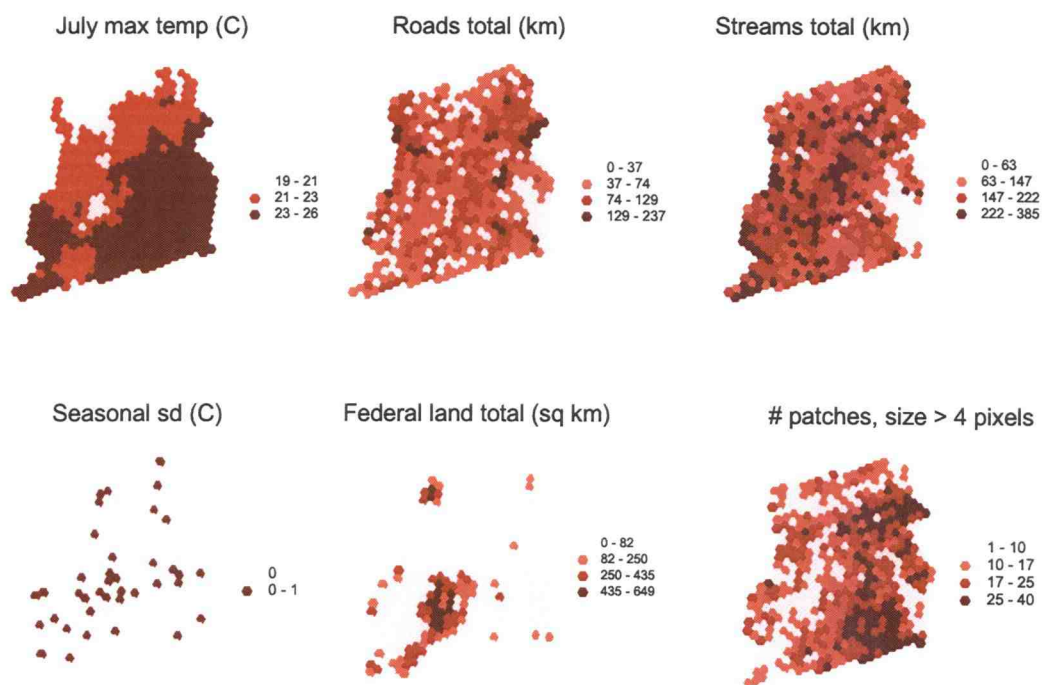 July max temp (C)
19 - 21
21 - 23
23 - 26
Roads total (km)
0 - 37
37 - 74
74 - 129
129 - 237
Streams total (km)
0 - 63
63 - 147
147 - 222
222 - 385
Seasonal sd (C)
0
0 - 1
Federal land total (sq km)
0 - 82
82 - 250
250 - 435
435 - 649
# patches, size > 4 pixels
1 - 10
10 - 17
17 - 25
25 - 40